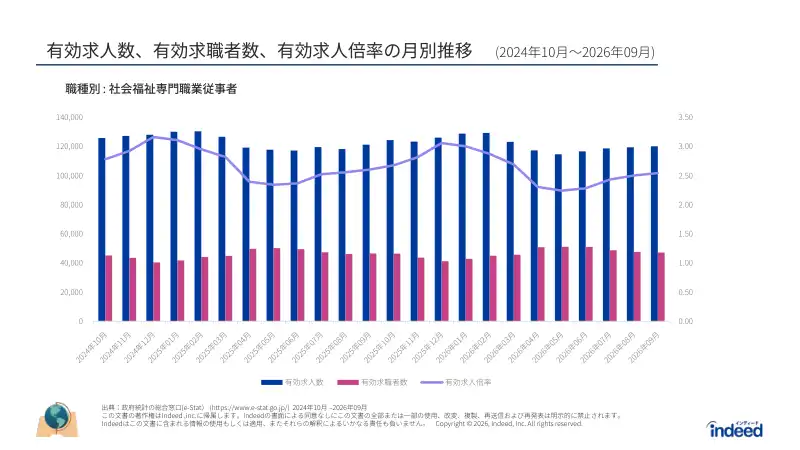 有効求人数、有効求職者数、有効求人倍率の月別推移 (2024年10月～2026年09月)
職種別 : 社会福祉専門職業従事者
140,000 3.50
120,000 3.00
100,000 2.50
80,000 2.00
60,000 1.50
40,000 1.00
20,000 0.50
0 0.00
2024年10月 2024年11月 2024年12月 2025年01月 2025年02月 2025年03月 2025年04月 2025年05月 2025年06月 2025年07月 2025年08月 2025年09月 2025年10月 2025年11月 2025年12月 2026年01月 2026年02月 2026年03月 2026年04月 2026年05月 2026年06月 2026年07月 2026年08月 2026年09月
有効求人数 有効求職者数 有効求人倍率
出典：政府統計の総合窓口(e-Stat） (https://www.e-stat.go.jp/) 2024年10月 –2026年09月
この文書の著作権はIndeed ,Inc.に帰属します。Indeedの書面による同意なしにこの文書の全部または一部の使用、改変、複製、再送信および再発表は明示的に禁止されます。
Indeedはこの文書に含まれる情報の使用もしくは適用、またそれらの解釈によるいかなる責任も負いません。 Copyright © 2026, Indeed, Inc. All rights reserved.
インディード
indeed